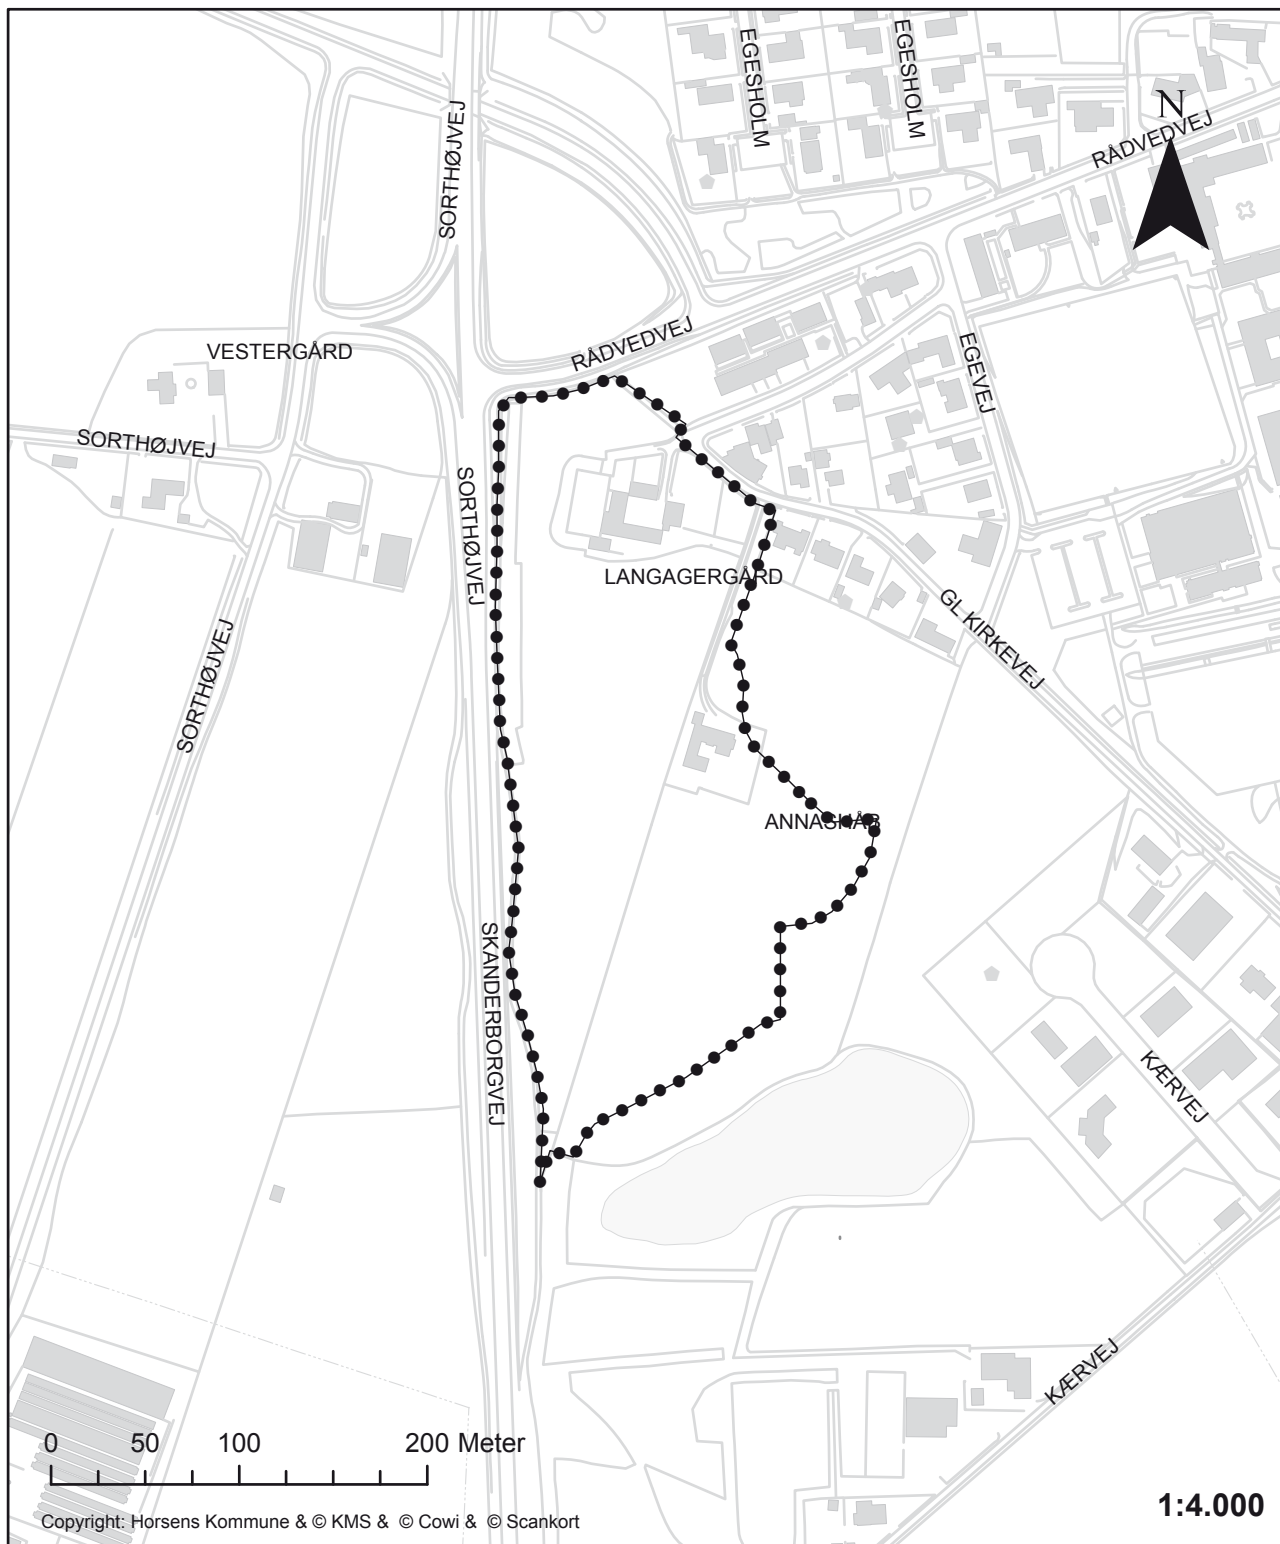 EGESHOLM
EGESHOLM
N
RÅDVEDVEJ
SORTHØJVEJ
RÅDVEDVEJ
VESTERGÅRD
EGEVEJ
SORTHØJVEJ
SORTHØJVEJ
LANGAGERGÅRD
GL KIRKEVEJ
SORTHØJVEJ
ANNASHÅB
SKANDERBORGVEJ
KÆRVEJ
KÆRVEJ
0 50 100 200 Meter
1:4.000
Copyright: Horsens Kommune & © KMS & © Cowi & © Scankort